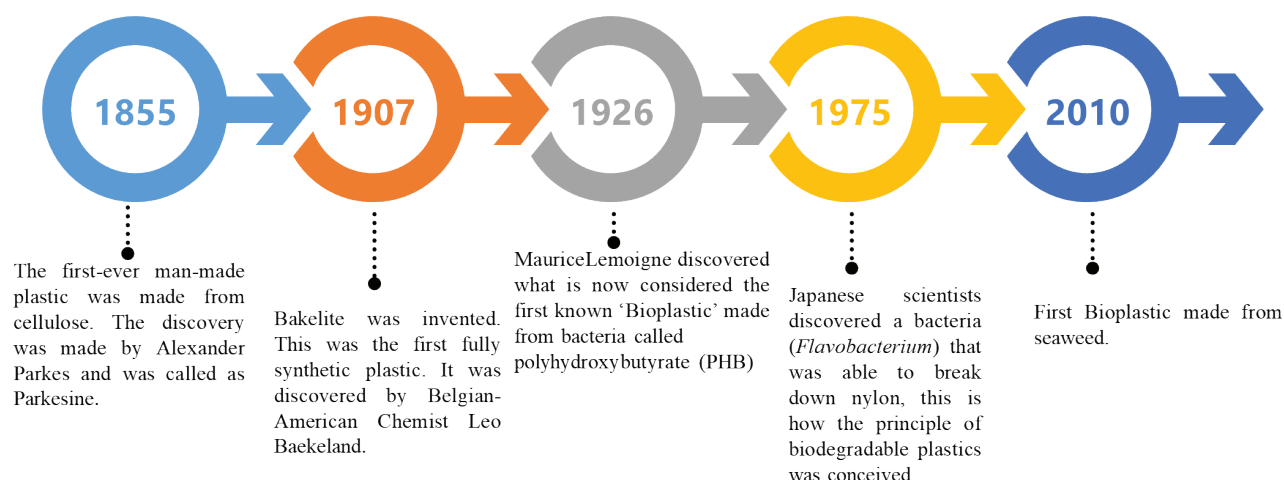 1855
1907
1926
1975
2010
The first-ever man-made
plastic was made from
cellulose. The discovery
was made by Alexander
Parkes and was called as
Parkesine.
Bakelite was invented.
This was the first fully
synthetic plastic. It was
discovered by Belgian-
American Chemist Leo
Baekeland.
MauriceLemoigne discovered
what is now considered the
first known ‘Bioplastic’ made
from bacteria called
polyhydroxybutyrate (PHB)
Japanese scientists
discovered a bacteria
(Flavobacterium) that
was able to break
down nylon, this is
how the principle of
biodegradable plastics
was conceived
First Bioplastic made from
seaweed.